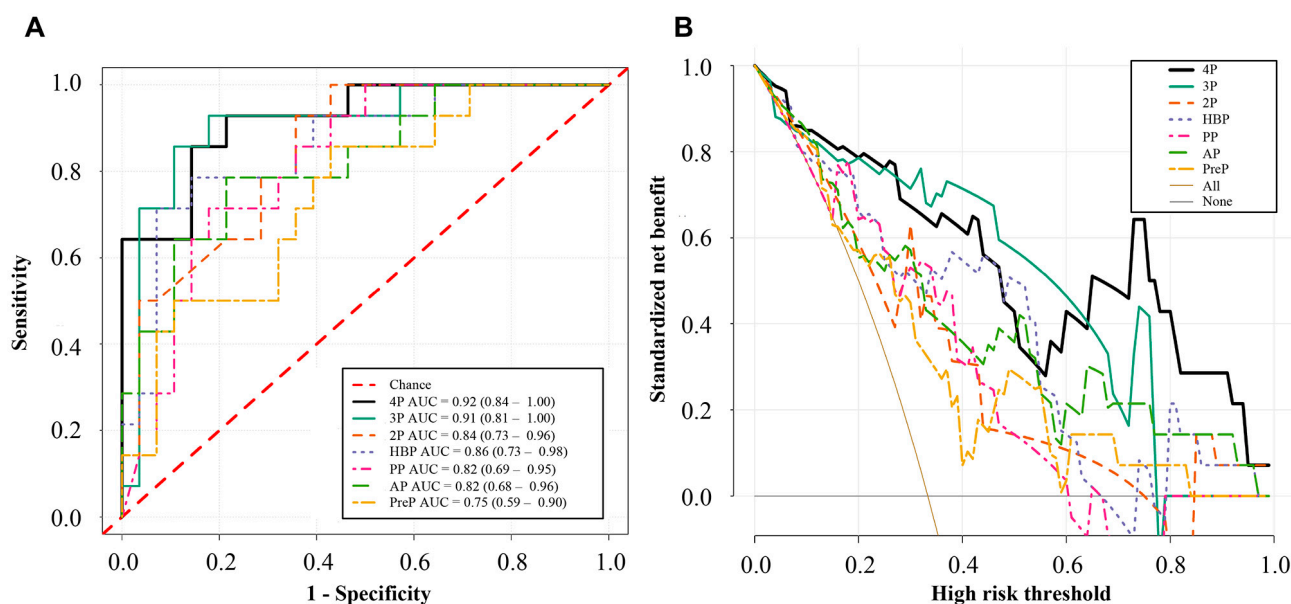 A
Sensitivity
1.0
0.8
0.6
0.4
0.2
0.0
Chance
4P AUC = 0.92 (0.84 – 1.00)
3P AUC = 0.91 (0.81 – 1.00)
2P AUC = 0.84 (0.73 – 0.96)
HBP AUC = 0.86 (0.73 – 0.98)
PP AUC = 0.82 (0.69 – 0.95)
AP AUC = 0.82 (0.68 – 0.96)
PreP AUC = 0.75 (0.59 – 0.90)
0.0 0.2 0.4 0.6 0.8 1.0
1 - Specificity
B
Standardized net benefit
1.0
0.8
0.6
0.4
0.2
0.0
4P
3P
2P
HBP
PP
AP
PreP
All
None
0.0 0.2 0.4 0.6 0.8 1.0
High risk threshold